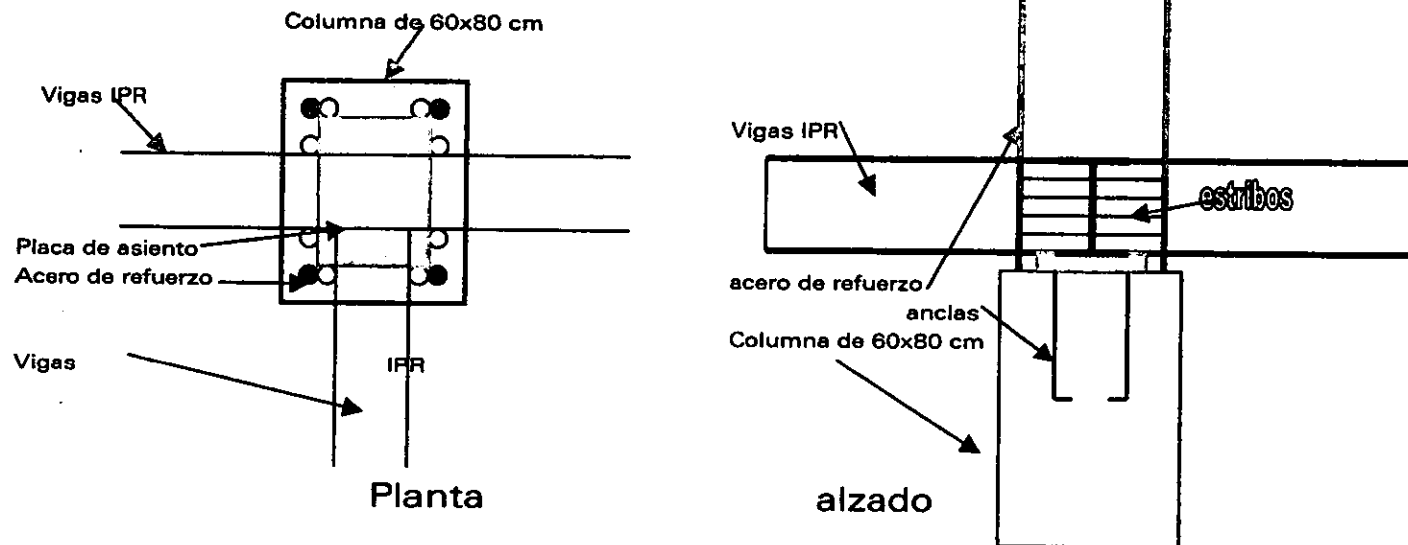 Columna de 60x80 cm
Vigas IPR
Placa de asiento
Acero de refuerzo
Vigas
IPR
Planta
Vigas IPR
estribos
acero de refuerzo
anclas
Columna de 60x80 cm
alzado